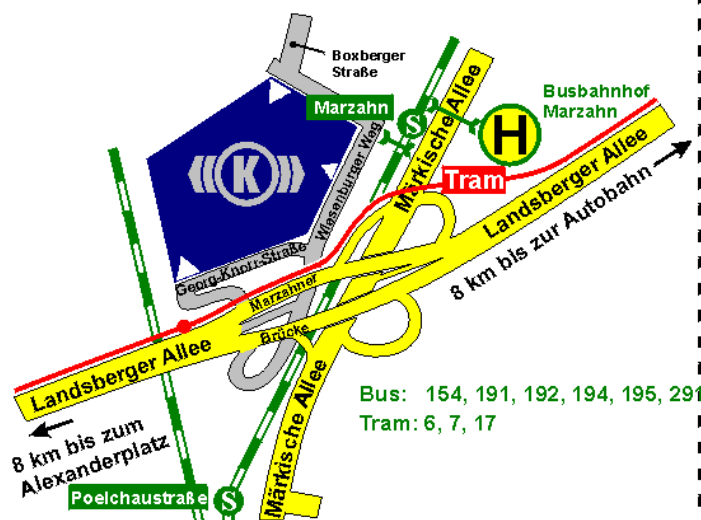 Boxberger
Straße
Marzahn
S
H
Busbahnhof
Marzahn
Märkische Allee
Tram
Landsberger Allee
8 km bis zur Autobahn
K
Wiesenburger Weg
Georg-Knorr-Straße
Marzahner
Brücke
Landsberger Allee
8 km bis zum
Alexanderplatz
Märkische Allee
Bus: 154, 191, 192, 194, 195, 291
Tram: 6, 7, 17
Poelchaustraße
S